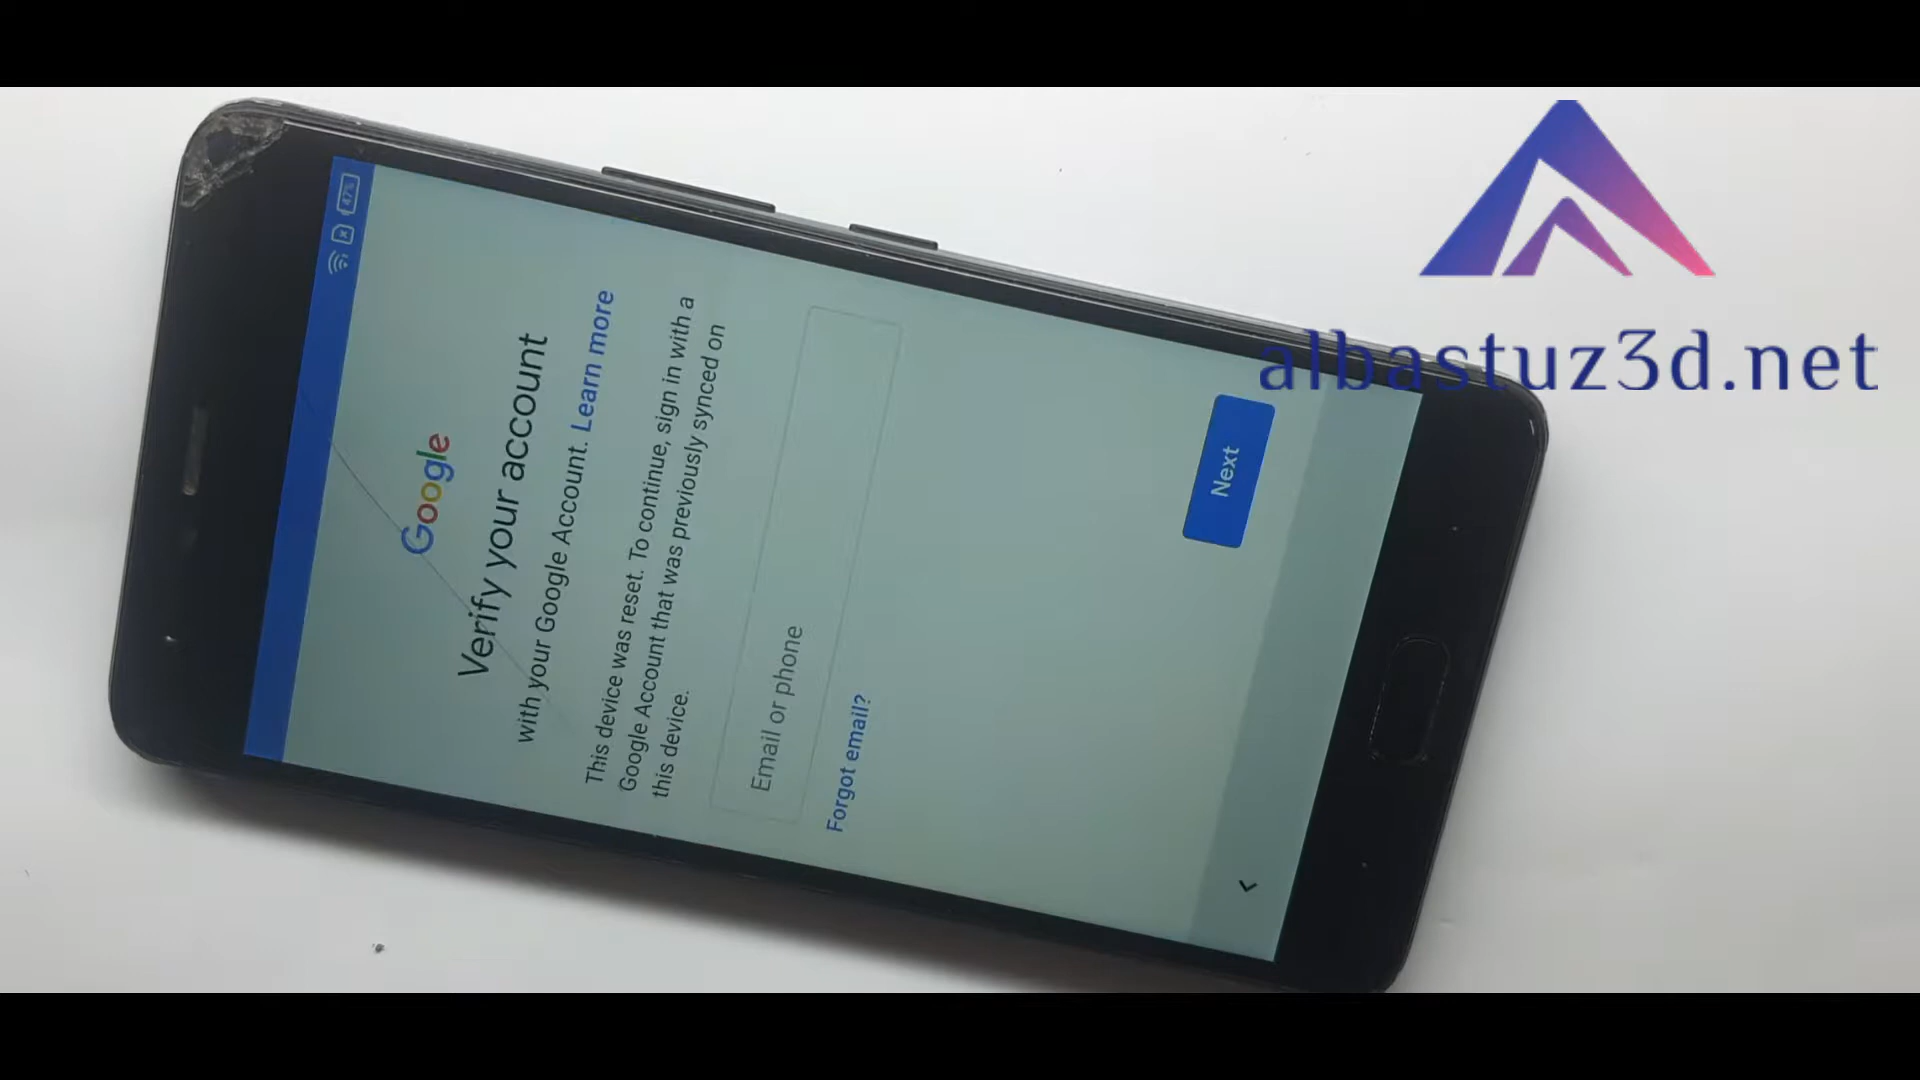 47%
Google
Verify your account
with your Google Account. Learn more
This device was reset. To continue, sign in with a
Google Account that was previously synced on
this device.
Email or phone
Forgot email?
Next
albastuz3d.net